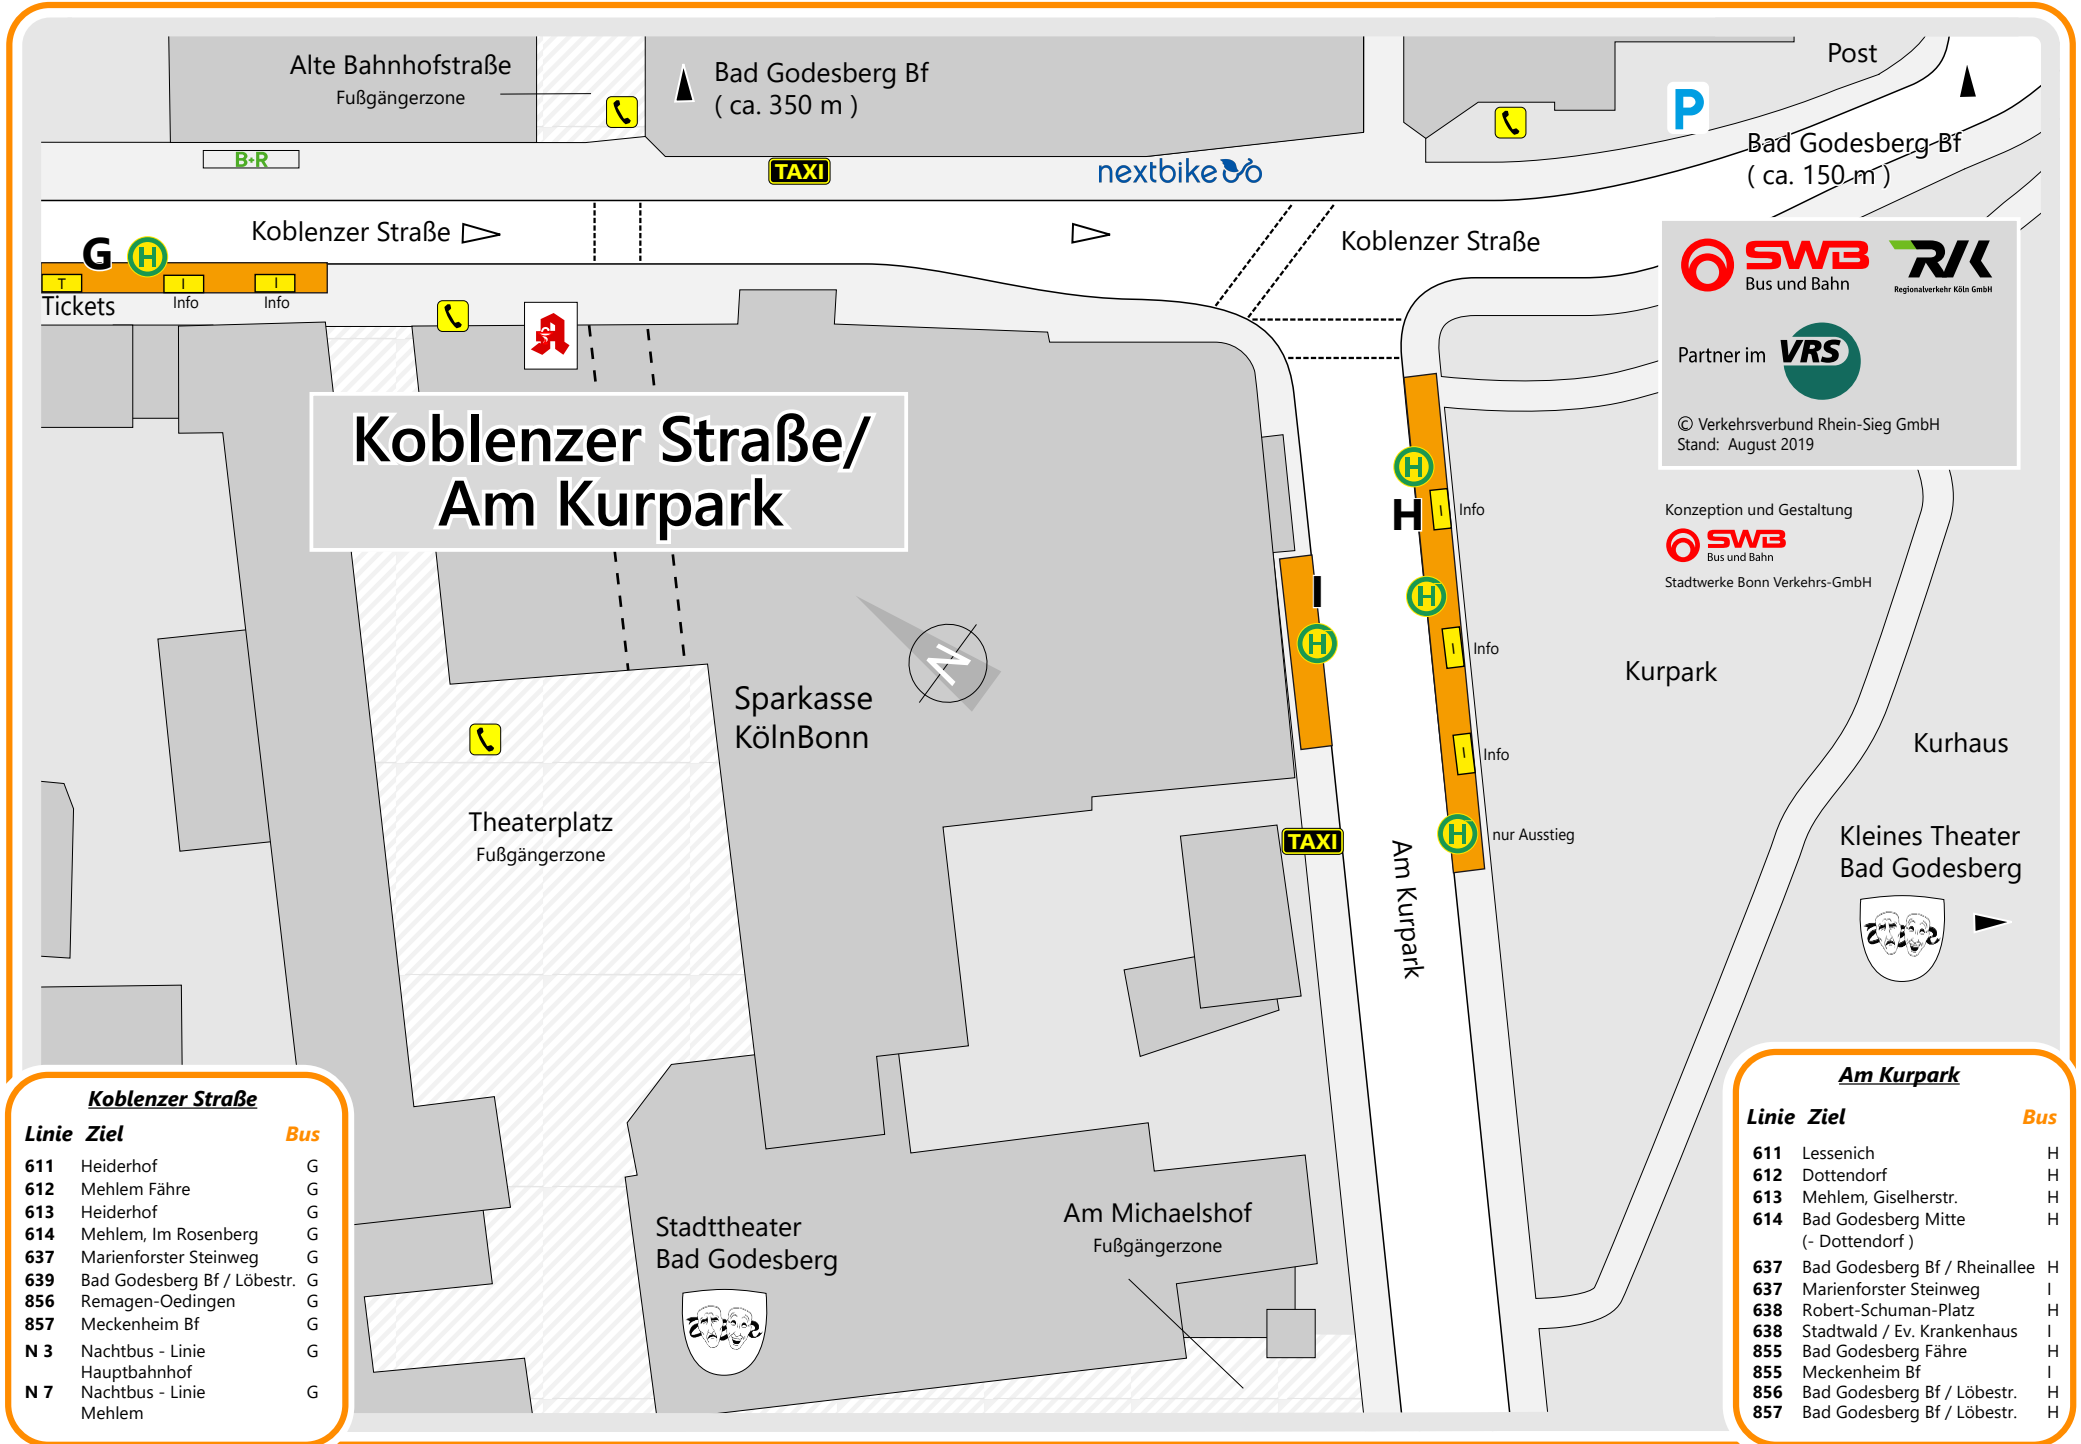 Alte Bahnhofstraße
Fußgängerzone
Bad Godesberg Bf
( ca. 350 m )
Post
P
Bad Godesberg Bf
( ca. 150 m )
B+R
TAXI
nextbike
Koblenzer Straße
Koblenzer Straße
G
H
T
I
I
Tickets
Info
Info
A
SWB
Bus und Bahn
RVK
Regionalverkehr Köln GmbH
Partner im VRS
© Verkehrsverbund Rhein-Sieg GmbH
Stand: August 2019
Koblenzer Straße/
Am Kurpark
H
H
I
Info
Konzeption und Gestaltung
SWB
Bus und Bahn
Stadtwerke Bonn Verkehrs-GmbH
I
H
H
I
Info
N
Kurpark
Sparkasse
KölnBonn
I
Info
Kurhaus
Theaterplatz
Fußgängerzone
TAXI
H
nur Ausstieg
Am Kurpark
Kleines Theater
Bad Godesberg
Stadttheater
Bad Godesberg
Am Michaelshof
Fußgängerzone
Koblenzer Straße
Linie Ziel Bus
611 Heiderhof G
612 Mehlem Fähre G
613 Heiderhof G
614 Mehlem, Im Rosenberg G
637 Marienforster Steinweg G
639 Bad Godesberg Bf / Löbestr. G
856 Remagen-Oedingen G
857 Meckenheim Bf G
N 3 Nachtbus - Linie G
Hauptbahnhof
N 7 Nachtbus - Linie G
Mehlem
Am Kurpark
Linie Ziel Bus
611 Lessenich H
612 Dottendorf H
613 Mehlem, Giselherstr. H
614 Bad Godesberg Mitte H
(- Dottendorf )
637 Bad Godesberg Bf / Rheinallee H
637 Marienforster Steinweg I
638 Robert-Schuman-Platz H
638 Stadtwald / Ev. Krankenhaus I
855 Bad Godesberg Fähre H
855 Meckenheim Bf I
856 Bad Godesberg Bf / Löbestr. H
857 Bad Godesberg Bf / Löbestr. H